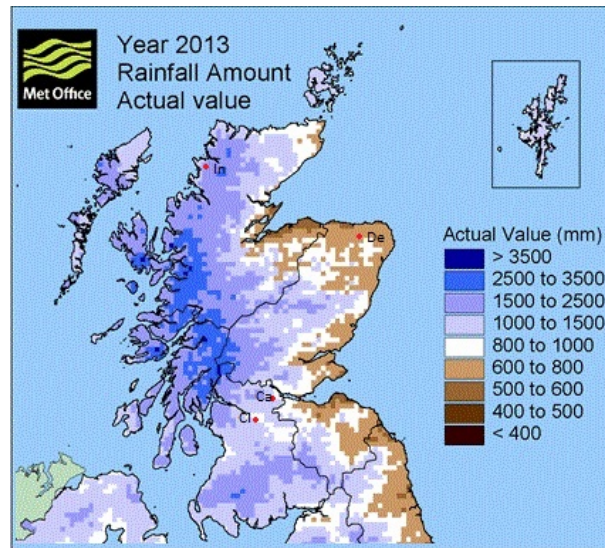 Met Office
Year 2013
Rainfall Amount
Actual value
In
De
Ca
Cl
Actual Value (mm)
> 3500
2500 to 3500
1500 to 2500
1000 to 1500
800 to 1000
600 to 800
500 to 600
400 to 500
< 400